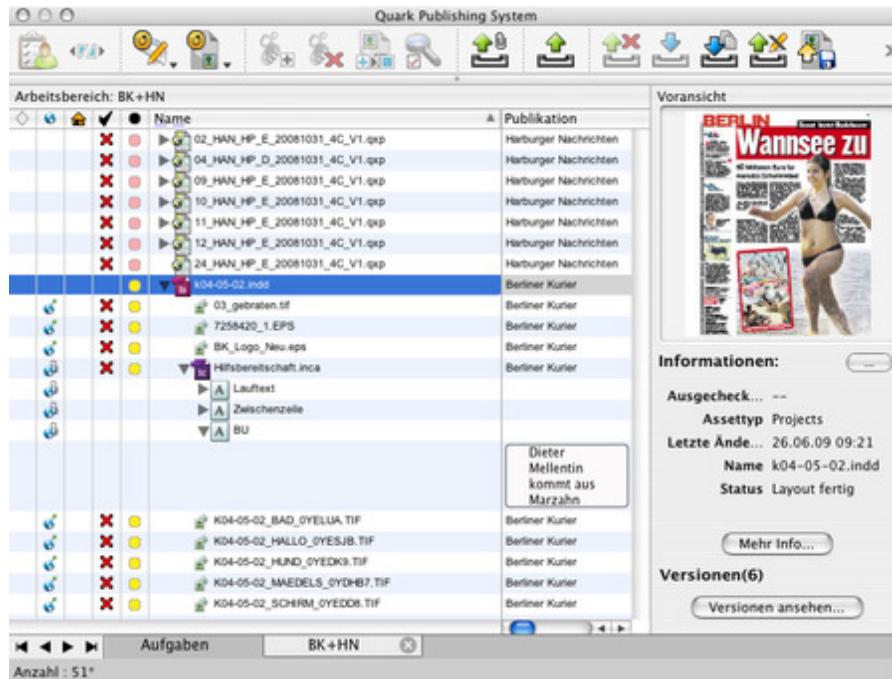 Quark Publishing System
Arbeitsbereich: BK+HN
Name Publikation
02_HAN_HP_E_20081031_4C_V1.qxp Harburger Nachrichten
04_HAN_HP_D_20081031_4C_V1.qxp Harburger Nachrichten
09_HAN_HP_E_20081031_4C_V1.qxp Harburger Nachrichten
10_HAN_HP_E_20081031_4C_V1.qxp Harburger Nachrichten
11_HAN_HP_E_20081031_4C_V1.qxp Harburger Nachrichten
12_HAN_HP_E_20081031_4C_V1.qxp Harburger Nachrichten
24_HAN_HP_E_20081031_4C_V1.qxp Harburger Nachrichten
k04-05-02.indd Berliner Kurier
03_gebraten.tif Berliner Kurier
7258420_1.EPS Berliner Kurier
BK_Logo_Neu.eps Berliner Kurier
Hilfsbereitschaft.inca Berliner Kurier
A Lauftext
A Zwischenzeile
A BU
Dieter
Mellentin
kommt aus
Marzahn
K04-05-02_BAD_0YELUA.TIF Berliner Kurier
K04-05-02_HALLO_0YESJB.TIF Berliner Kurier
K04-05-02_HUND_0YEDK9.TIF Berliner Kurier
K04-05-02_MAEDELS_0YDHB7.TIF Berliner Kurier
K04-05-02_SCHIRM_0YEDD8.TIF Berliner Kurier
Aufgaben BK+HN
Anzahl : 51*
Voransicht
BERLIN
Wannsee zu
Informationen: ...
Ausgecheck... --
Assettyp Projects
Letzte Ände... 26.06.09 09:21
Name k04-05-02.indd
Status Layout fertig
Mehr Info...
Versionen(6)
Versionen ansehen...